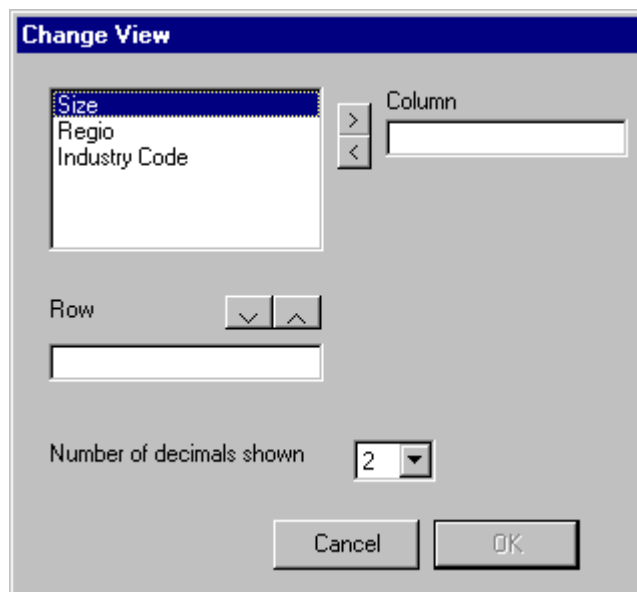 Change View
Size
Regio
Industry Code
>
<
Column
Row
Number of decimals shown
2
Cancel
OK